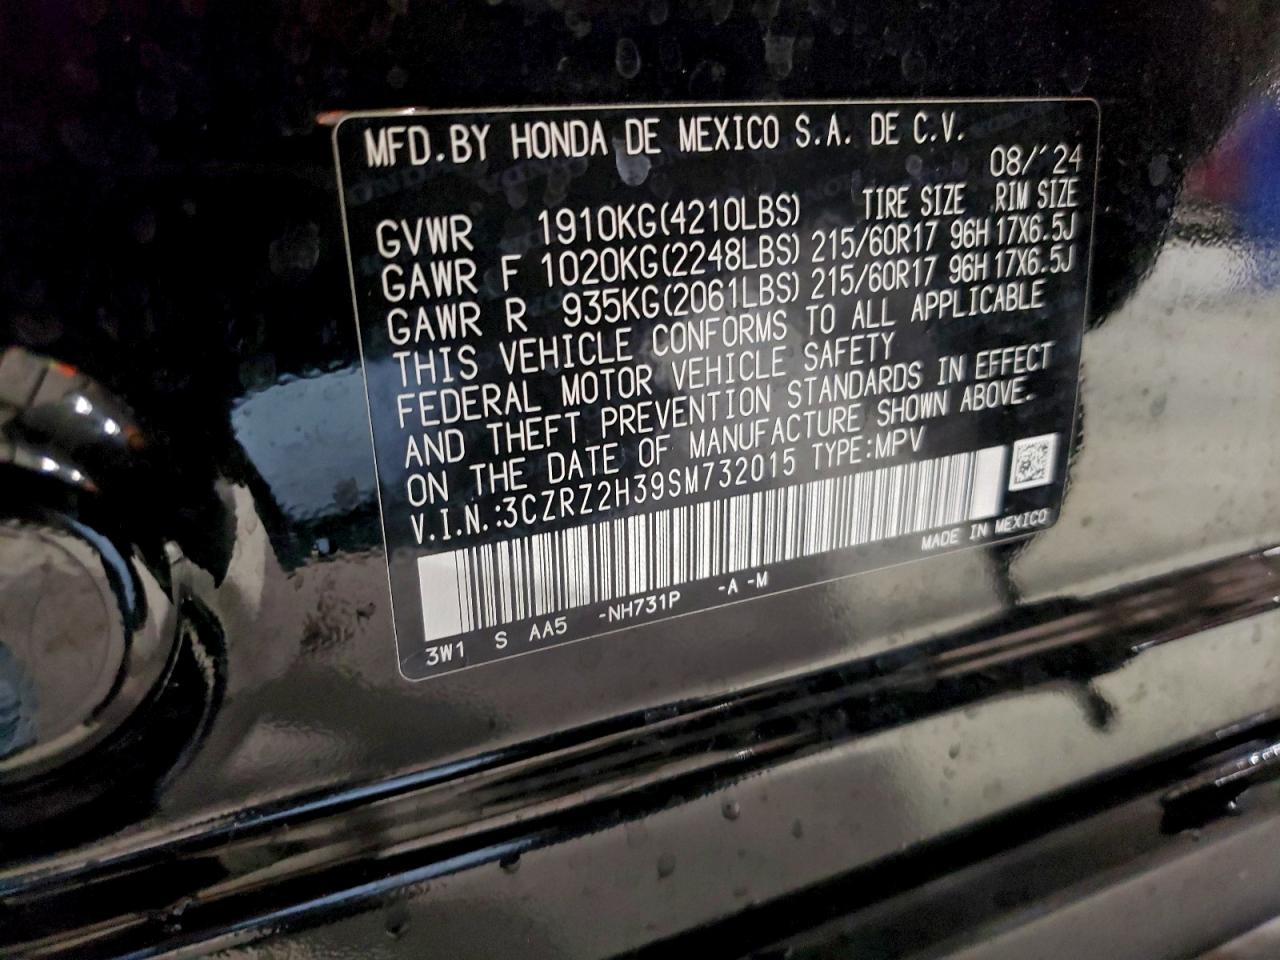 MFD.BY HONDA DE MEXICO S.A. DE C.V.
08/´24
TIRE SIZE RIM SIZE
GVWR 1910KG(4210LBS)
GAWR F 1020KG(2248LBS) 215/60R17 96H 17X6.5J
GAWR R 935KG(2061LBS) 215/60R17 96H 17X6.5J
THIS VEHICLE CONFORMS TO ALL APPLICABLE
FEDERAL MOTOR VEHICLE SAFETY
AND THEFT PREVENTION STANDARDS IN EFFECT
ON THE DATE OF MANUFACTURE SHOWN ABOVE.
V.I.N.:3CZRZ2H39SM732015 TYPE:MPV
MADE IN MEXICO
3W1 S AA5 -NH731P -A -M